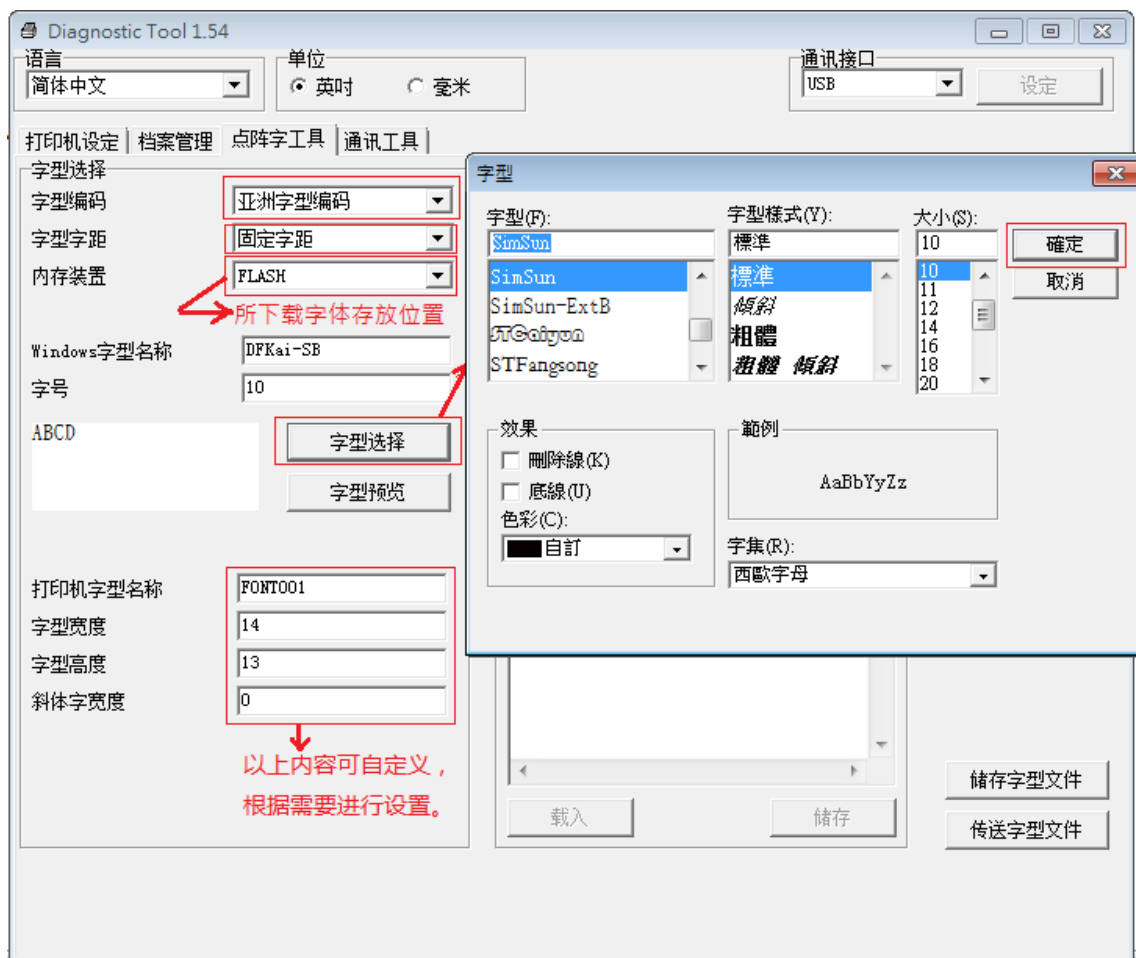 Diagnostic Tool 1.54
语言
简体中文
单位
英吋
毫米
通讯接口
USB
设定
打印机设定
档案管理
点阵字工具
通讯工具
字型选择
字型编码
亚洲字型编码
字型字距
固定字距
内存装置
FLASH
所下载字体存放位置
Windows字型名称
DFKai-SB
字号
10
ABCD
字型选择
字型预览
打印机字型名称
FONT001
字型宽度
14
字型高度
13
斜体字宽度
0
以上内容可自定义，
根据需要进行设置。
字型
字型(F):
SimSun
SimSun
SimSun-ExtB
STCaiyun
STFangsong
字型樣式(Y):
標準
標準
傾斜
粗體
粗體 傾斜
大小(S):
10
10
11
12
14
16
18
20
確定
取消
效果
刪除線(K)
底線(U)
色彩(C):
自訂
範例
AaBbYyZz
字集(R):
西歐字母
载入
储存
储存字型文件
传送字型文件